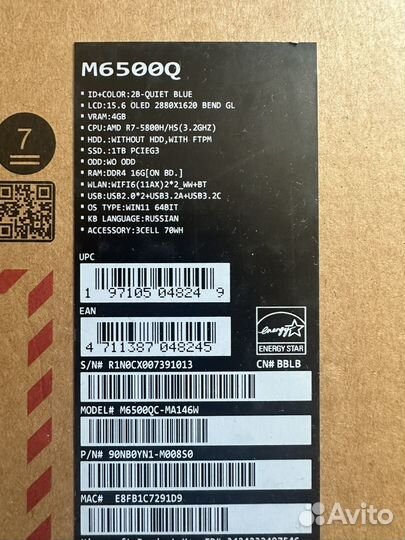 M6500Q
• ID+COLOR:2B-QUIET BLUE
• LCD:15.6 OLED 2880X1620 BEND GL
• VRAM:4GB
• CPU:AMD R7-5800H/HS(3.2GHZ)
• HDD.:WITHOUT HDD,WITH FTPM
• SSD.:1TB PCIEG3
• ODD:WO ODD
• RAM:DDR4 16G[ON BD.]
• WLAN:WIFI6(11AX)2*2_WW+BT
• USB:USB2.0*2+USB3.2A+USB3.2C
• OS TYPE:WIN11 64BIT
• KB LANGUAGE:RUSSIAN
• ACCESSORY:3CELL 70WH
7
UPC
1 97105 04824 9
EAN
4 711387 048245
energy
ENERGY STAR
S/N# R1N0CX007391013
CN# BBLB
MODEL# M6500QC-MA146W
P/N# 90NB0YN1-M008S0
MAC# E8FB1C7291D9
Avito